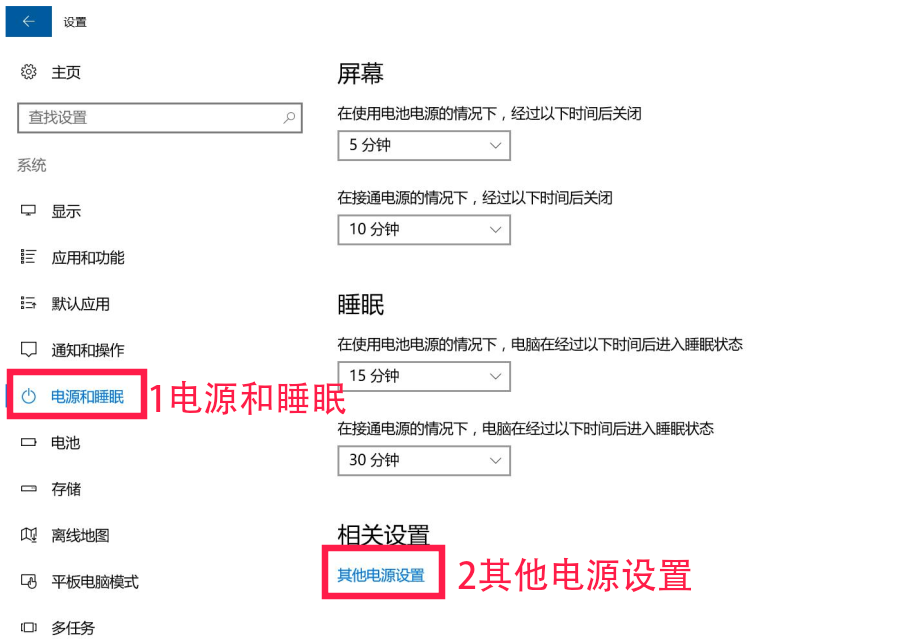 设置
主页
查找设置
系统
显示
应用和功能
默认应用
通知和操作
电源和睡眠
1电源和睡眠
电池
存储
离线地图
平板电脑模式
多任务
屏幕
在使用电池电源的情况下，经过以下时间后关闭
5 分钟
在接通电源的情况下，经过以下时间后关闭
10 分钟
睡眠
在使用电池电源的情况下，电脑在经过以下时间后进入睡眠状态
15 分钟
在接通电源的情况下，电脑在经过以下时间后进入睡眠状态
30 分钟
相关设置
其他电源设置
2其他电源设置